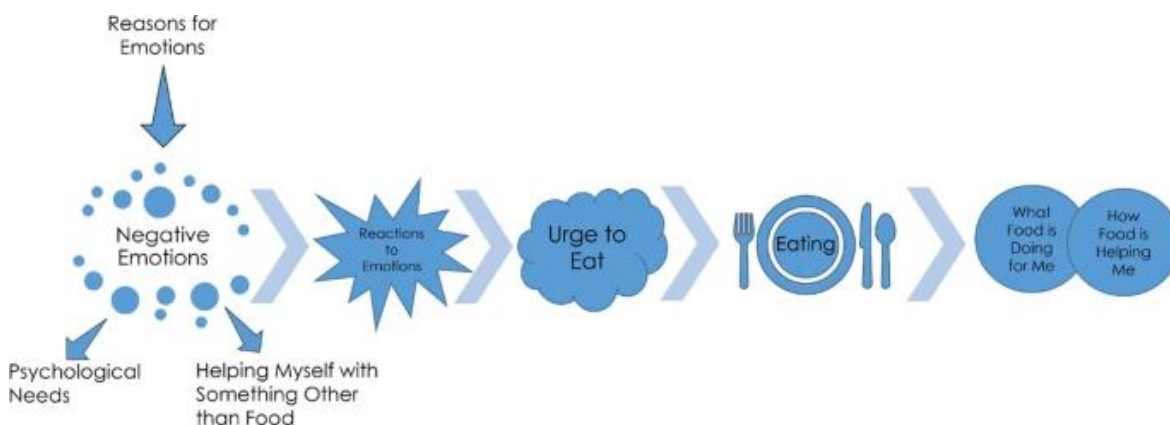 Reasons for
Emotions
Negative
Emotions
Reactions
to
Emotions
Urge to
Eat
Eating
What
Food is
Doing
for Me
How
Food is
Helping
Me
Psychological
Needs
Helping Myself with
Something Other
than Food